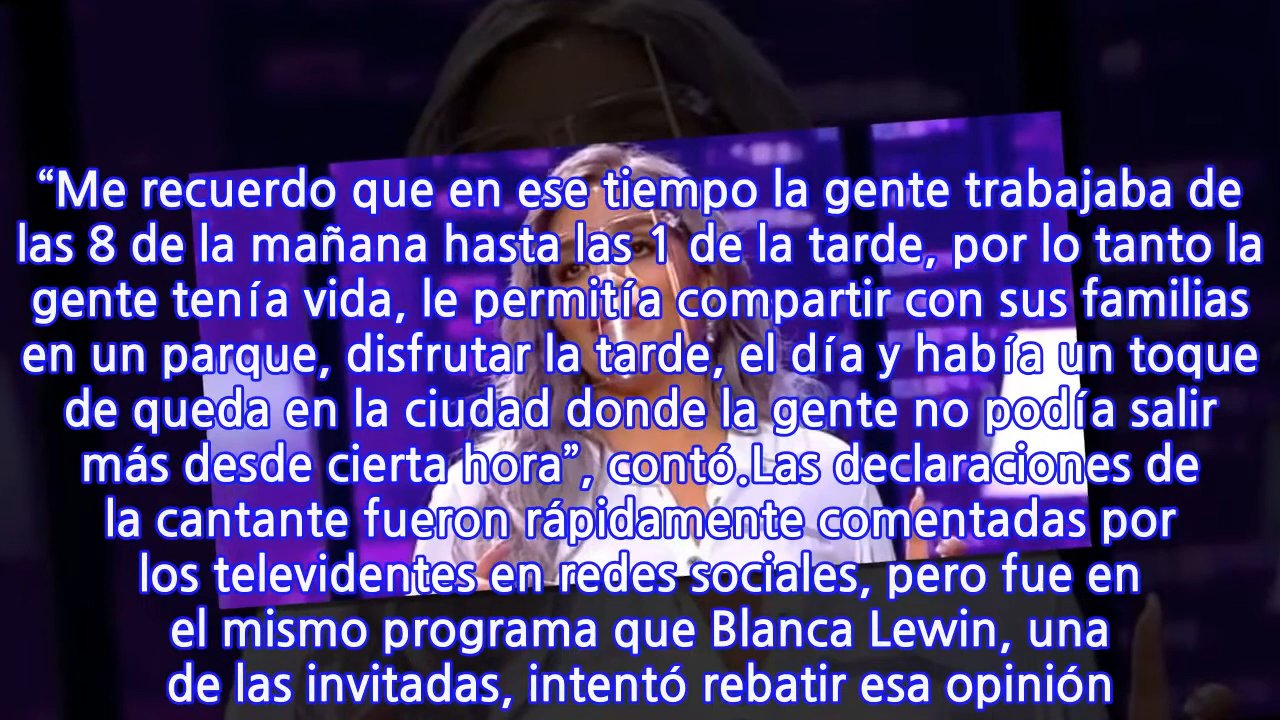 “Me recuerdo que en ese tiempo la gente trabajaba de
las 8 de la mañana hasta las 1 de la tarde, por lo tanto la
gente tenía vida, le permitía compartir con sus familias
en un parque, disfrutar la tarde, el día y había un toque
de queda en la ciudad donde la gente no podía salir
más desde cierta hora”, contó.Las declaraciones de
la cantante fueron rápidamente comentadas por
los televidentes en redes sociales, pero fue en
el mismo programa que Blanca Lewin, una
de las invitadas, intentó rebatir esa opinión